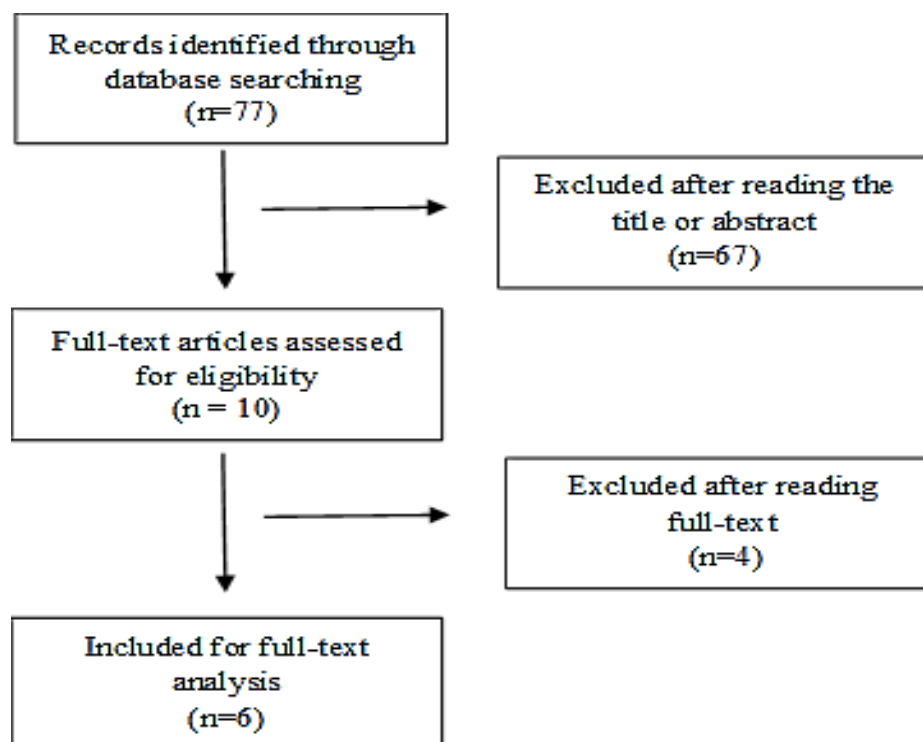 Records identified through
database searching
(n=77)
Excluded after reading the
title or abstract
(n=67)
Full-text articles assessed
for eligibility
(n = 10)
Excluded after reading
full-text
(n=4)
Included for full-text
analysis
(n=6)